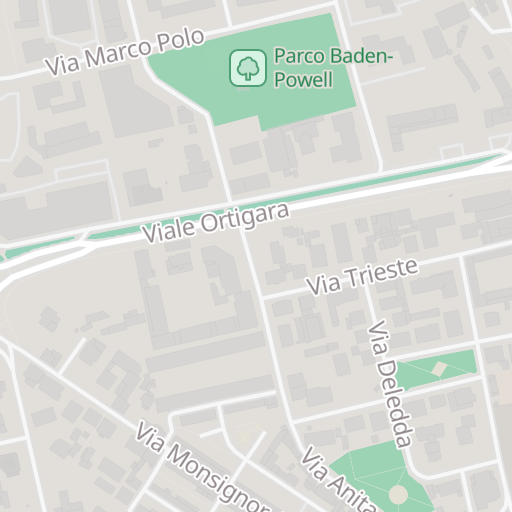 Via Marco Polo
Parco Baden-
Powell
Viale Ortigara
Via Trieste
Via Deledda
Via Monsignor
Via Anita